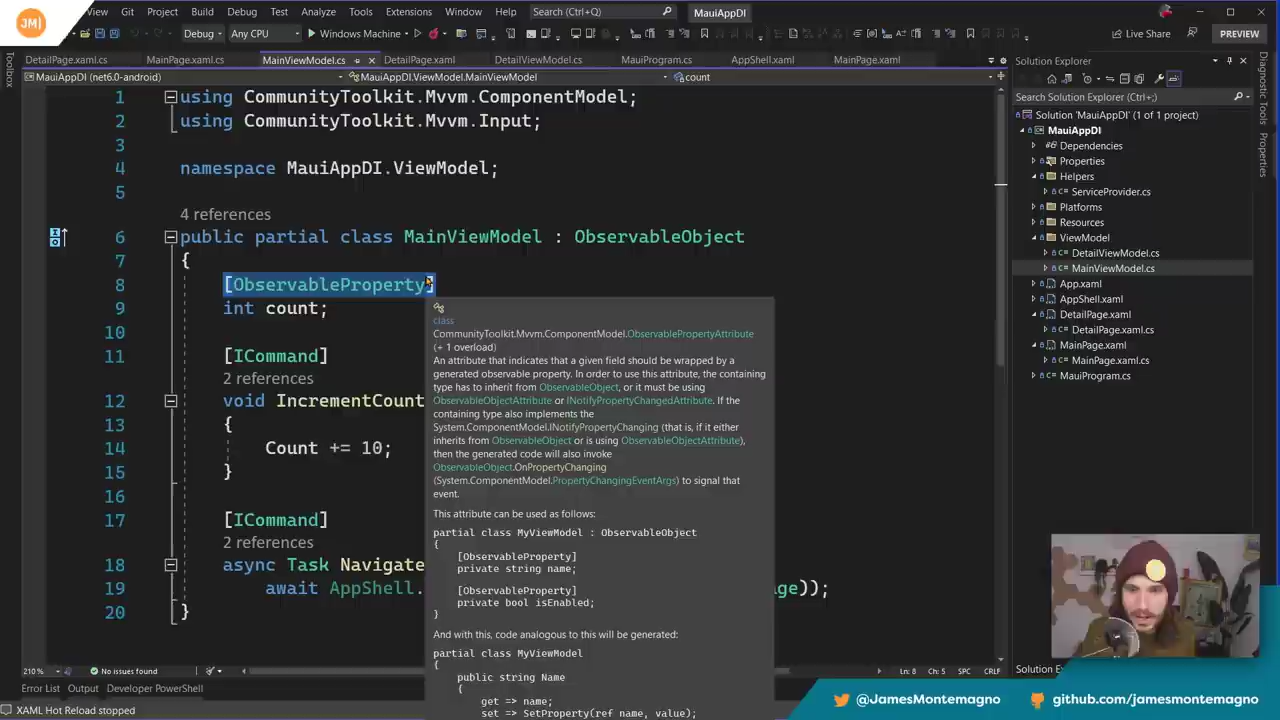 JM|
View
Git
Project
Build
Debug
Test
Analyze
Tools
Extensions
Window
Help
Search (Ctrl+Q)
MauiAppDI
Debug
Any CPU
Windows Machine
Live Share
PREVIEW
Toolbox
DetailPage.xaml.cs
MainPage.xaml.cs
MainViewModel.cs
DetailPage.xaml
DetailViewModel.cs
MauiProgram.cs
AppShell.xaml
MainPage.xaml
MauiAppDI (net6.0-android)
MauiAppDI.ViewModel.MainViewModel
count
1 using CommunityToolkit.Mvvm.ComponentModel;
2 using CommunityToolkit.Mvvm.Input;
3
4 namespace MauiAppDI.ViewModel;
5
4 references
6 public partial class MainViewModel : ObservableObject
7 {
8 [ObservableProperty]
9 int count;
10
11 [ICommand]
2 references
12 void IncrementCount
13 {
14 Count += 10;
15 }
16
17 [ICommand]
2 references
18 async Task Navigate
19 await AppShell. ge));
20 }
class
CommunityToolkit.Mvvm.ComponentModel.ObservablePropertyAttribute
(+ 1 overload)
An attribute that indicates that a given field should be wrapped by a
generated observable property. In order to use this attribute, the containing
type has to inherit from ObservableObject, or it must be using
ObservableObjectAttribute or INotifyPropertyChangedAttribute. If the
containing type also implements the
System.ComponentModel.INotifyPropertyChanging (that is, if it either
inherits from ObservableObject or is using ObservableObjectAttribute),
then the generated code will also invoke
ObservableObject.OnPropertyChanging
(System.ComponentModel.PropertyChangingEventArgs) to signal that
event.
This attribute can be used as follows:
partial class MyViewModel : ObservableObject
{
[ObservableProperty]
private string name;
[ObservableProperty]
private bool isEnabled;
}
And with this, code analogous to this will be generated:
partial class MyViewModel
{
public string Name
{
get => name;
set => SetProperty(ref name, value);
Solution Explorer
Search Solution Explorer (Ctrl+;)
Solution 'MauiAppDI' (1 of 1 project)
MauiAppDI
Dependencies
Properties
Helpers
ServiceProvider.cs
Platforms
Resources
ViewModel
DetailViewModel.cs
MainViewModel.cs
App.xaml
AppShell.xaml
DetailPage.xaml
DetailPage.xaml.cs
MainPage.xaml
MainPage.xaml.cs
MauiProgram.cs
Diagnostic Tools
Properties
210 %
No issues found
Ln: 8
Ch: 5
SPC
CRLF
Solution Ex
Error List
Output
Developer PowerShell
XAML Hot Reload stopped
@JamesMontemagno
github.com/jamesmontemagno